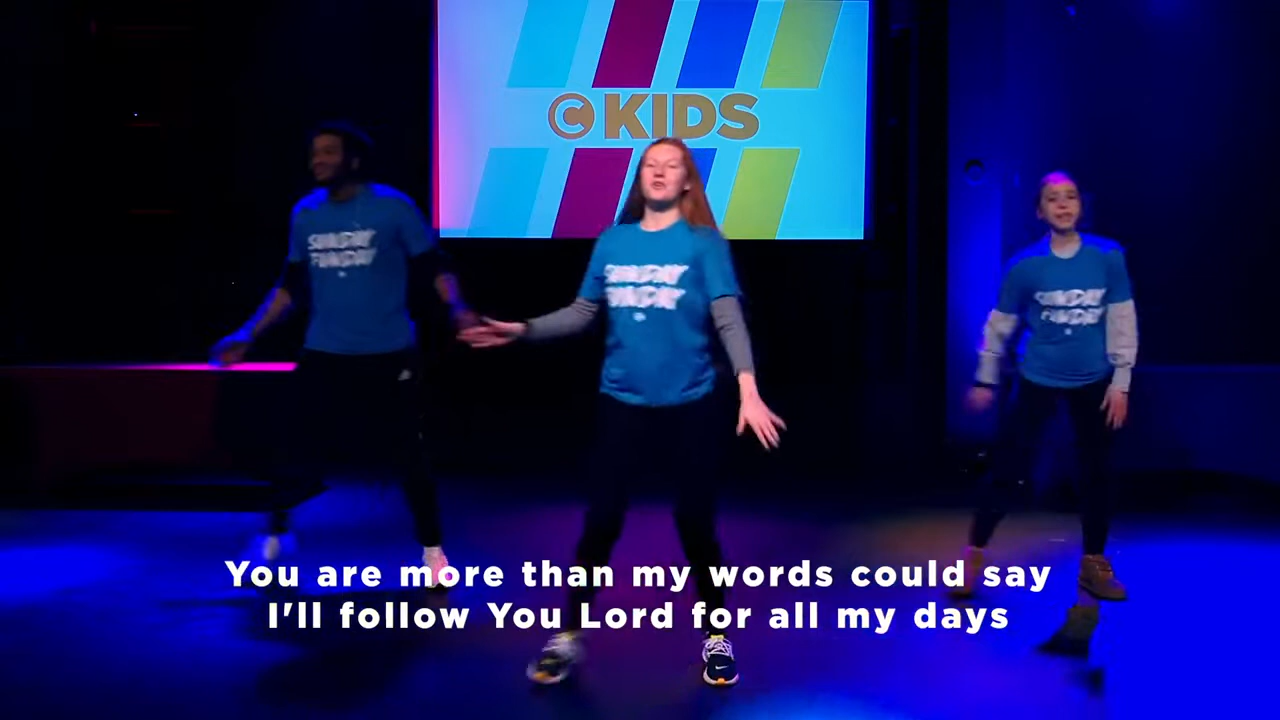 © KIDS
SUNDAY
FUNDAY
SUNDAY
FUNDAY
SUNDAY
FUNDAY
You are more than my words could say
I'll follow You Lord for all my days